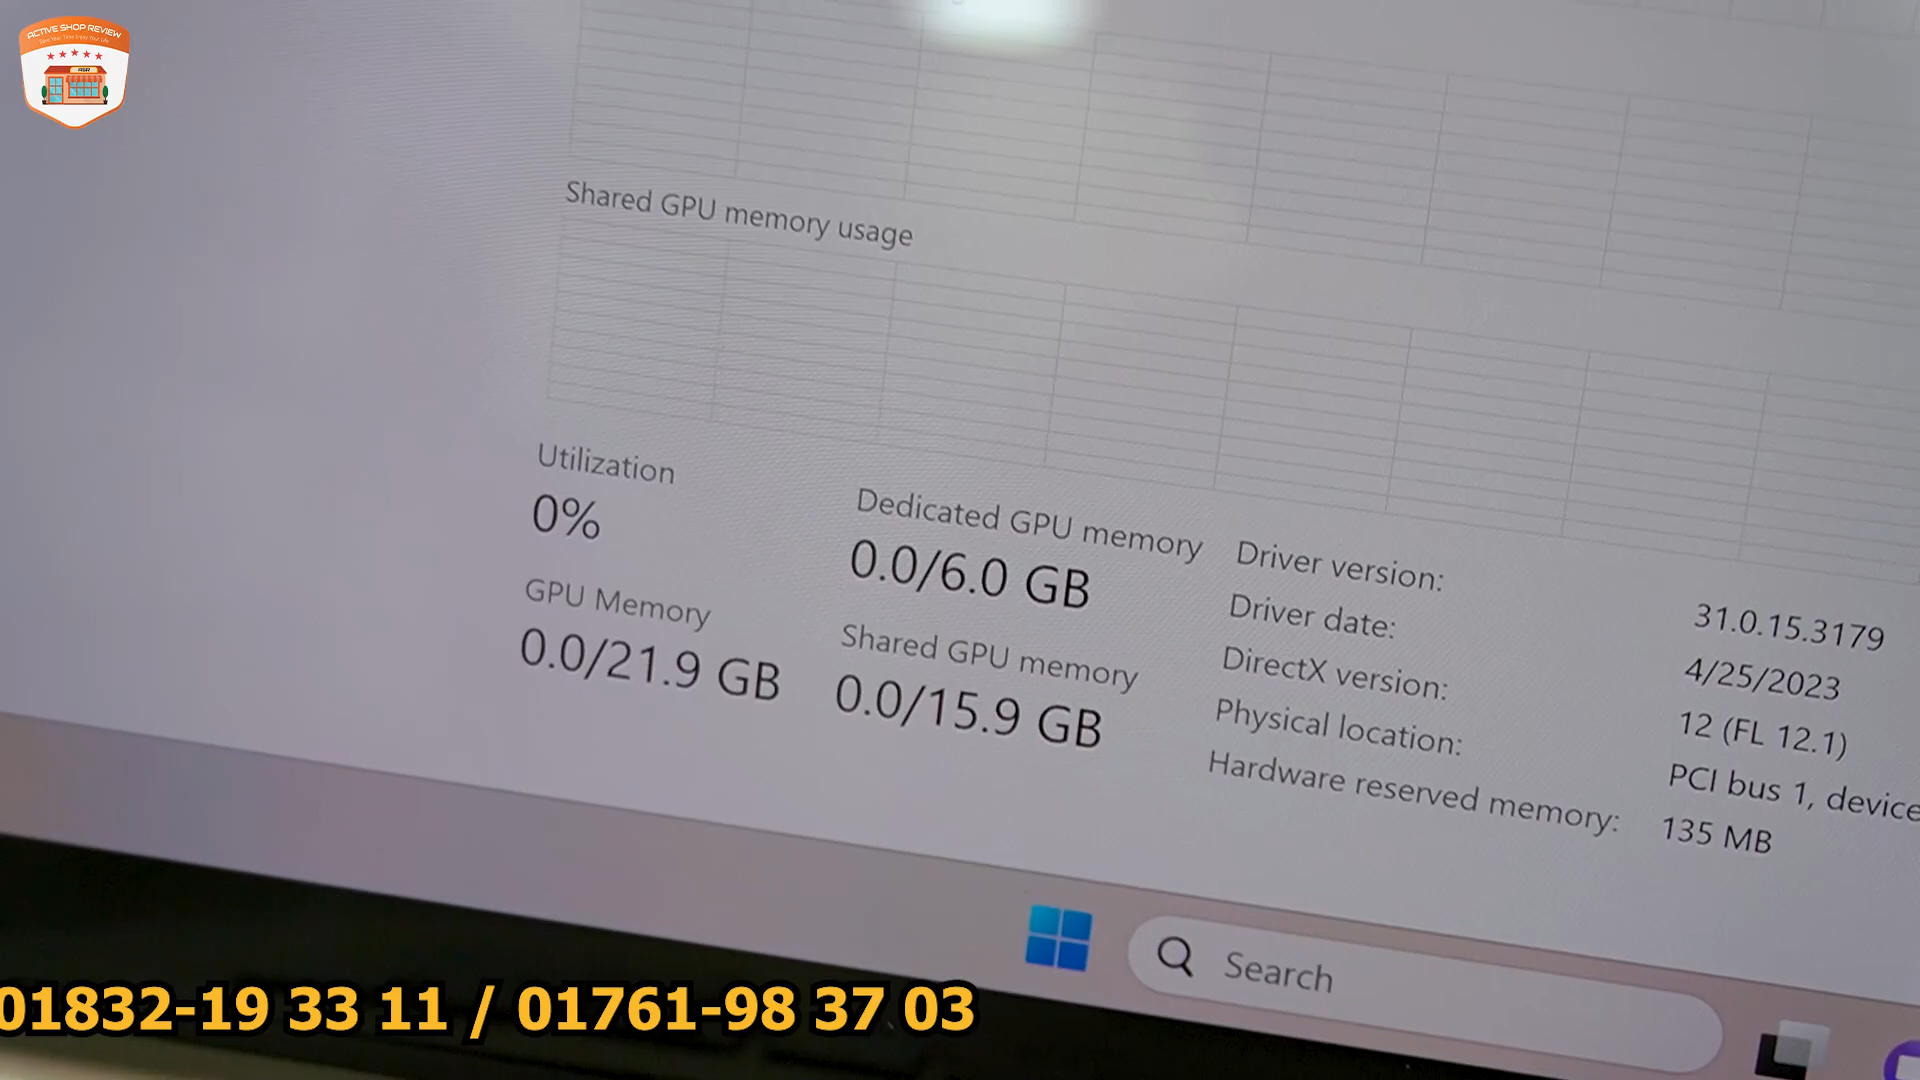 ACTIVE SHOP REVIEW
Shared GPU memory usage
Utilization
0%
Dedicated GPU memory
0.0/6.0 GB
GPU Memory
0.0/21.9 GB
Shared GPU memory
0.0/15.9 GB
Driver version: 31.0.15.3179
Driver date: 4/25/2023
DirectX version: 12 (FL 12.1)
Physical location: PCI bus 1, device
Hardware reserved memory: 135 MB
Search
01832-19 33 11 / 01761-98 37 03